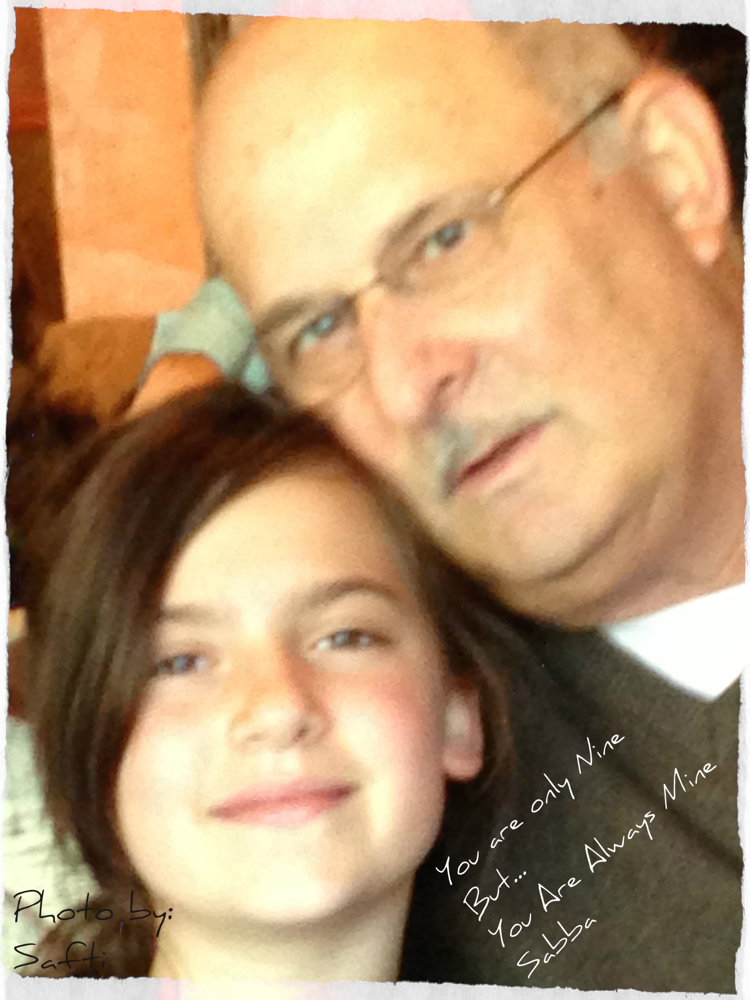 You are only Nine
But...
You Are Always Mine
Sabba
Photo by:
Safti